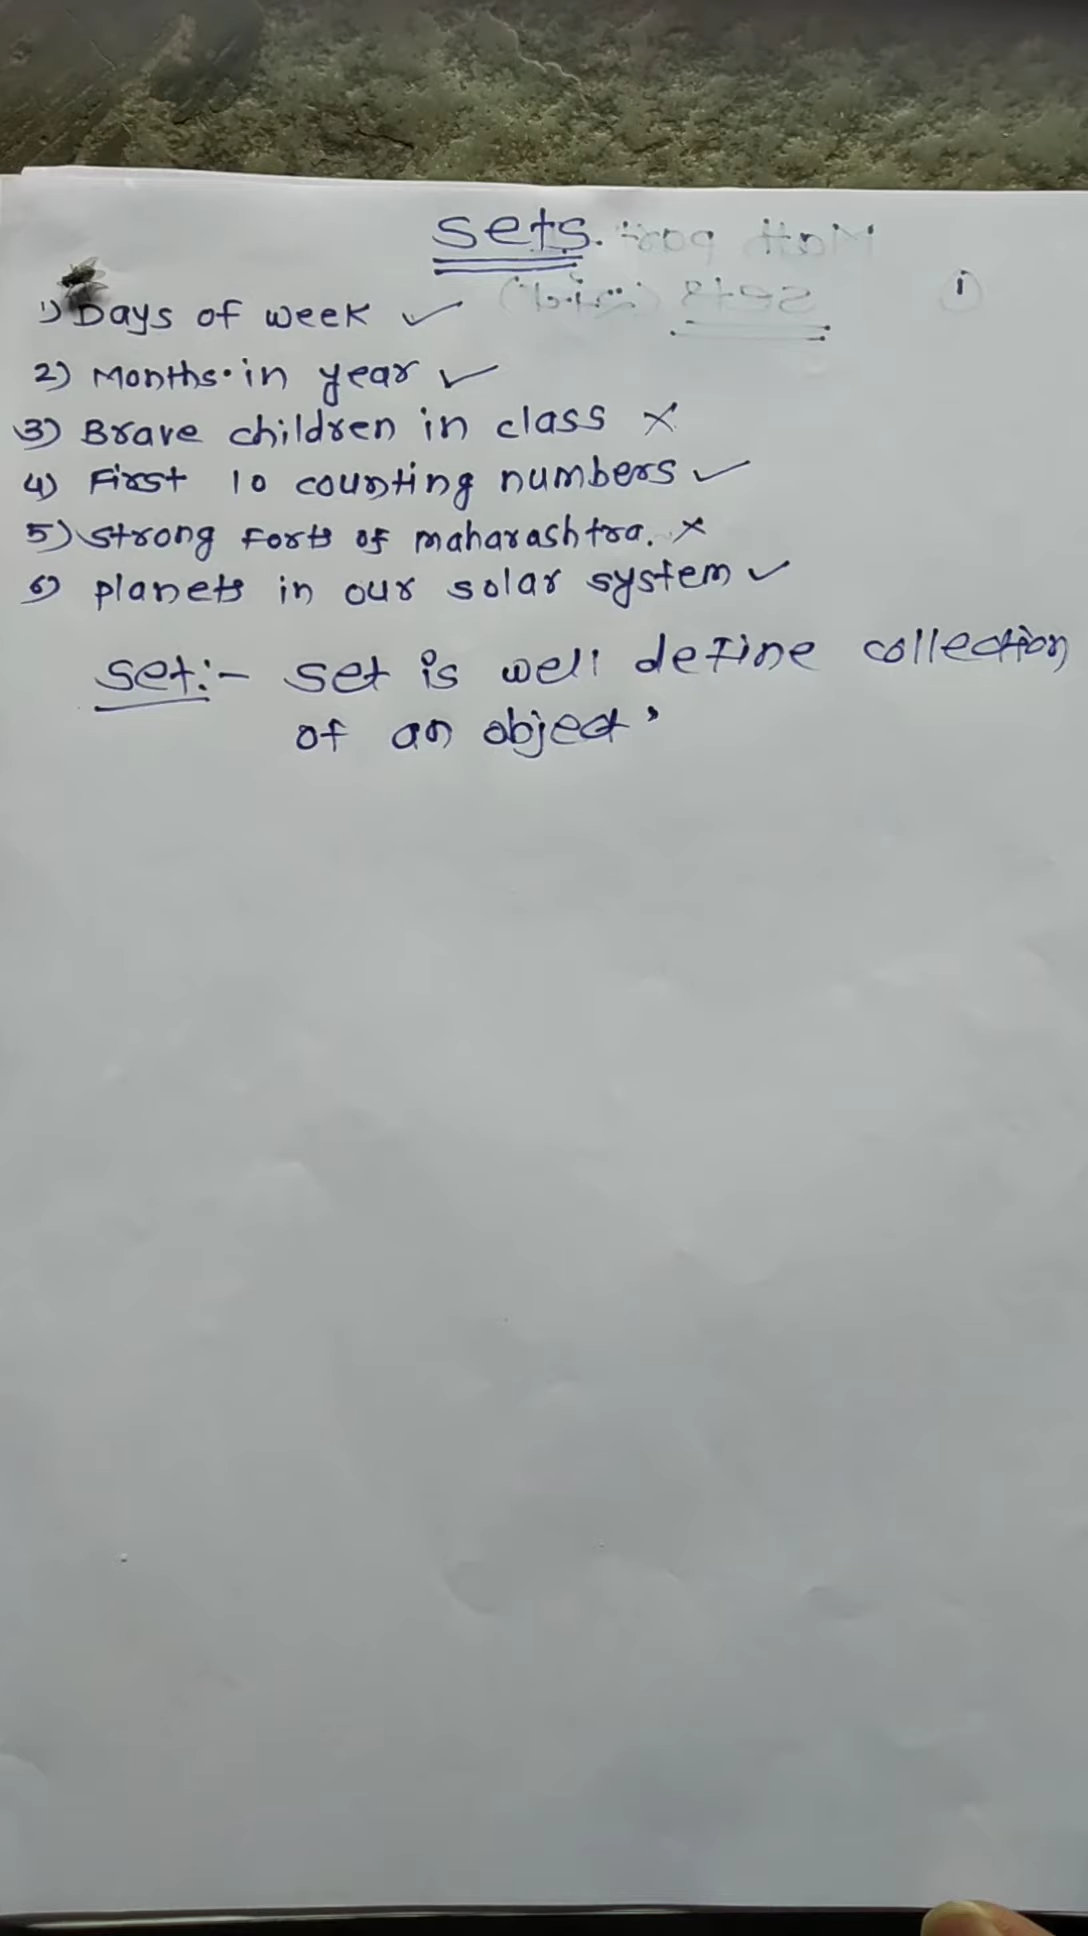 sets.
1) Days of week ✓
2) Months in year ✓
3) Brave children in class ×
4) First 10 counting numbers ✓
5) strong forts of maharashtra. ×
6) planets in our solar system ✓
set:- set is well define collection
of an object